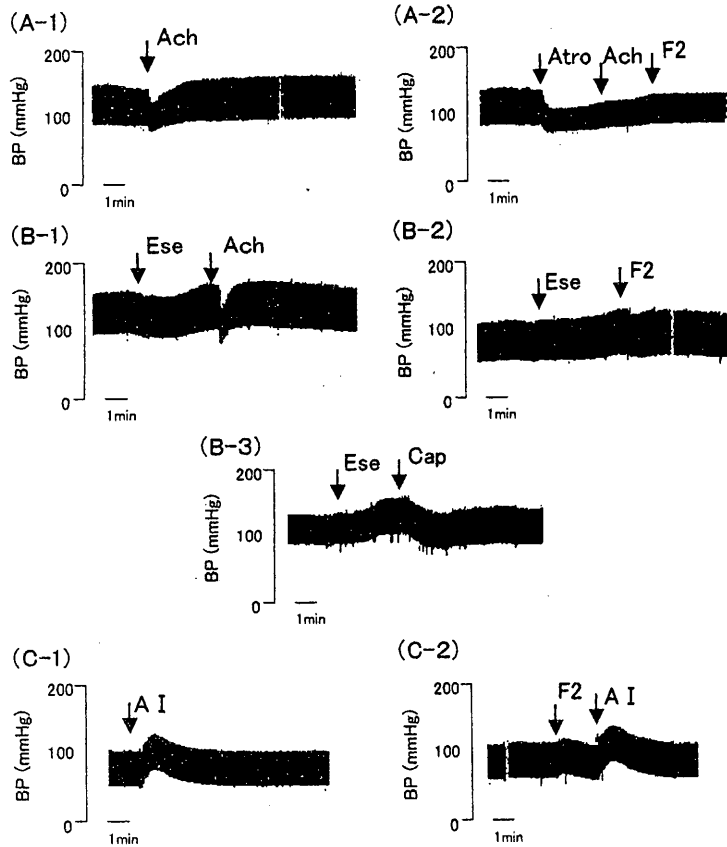 (A-1)
Ach
200
100
0
BP (mmHg)
1min
(A-2)
Atro Ach F2
200
100
0
BP (mmHg)
1min
(B-1)
Ese Ach
200
100
0
BP (mmHg)
1min
(B-2)
Ese F2
200
100
0
BP (mmHg)
1min
(B-3)
Ese Cap
200
100
0
BP (mmHg)
1min
(C-1)
A I
200
100
0
BP (mmHg)
1min
(C-2)
F2 A I
200
100
0
BP (mmHg)
1min